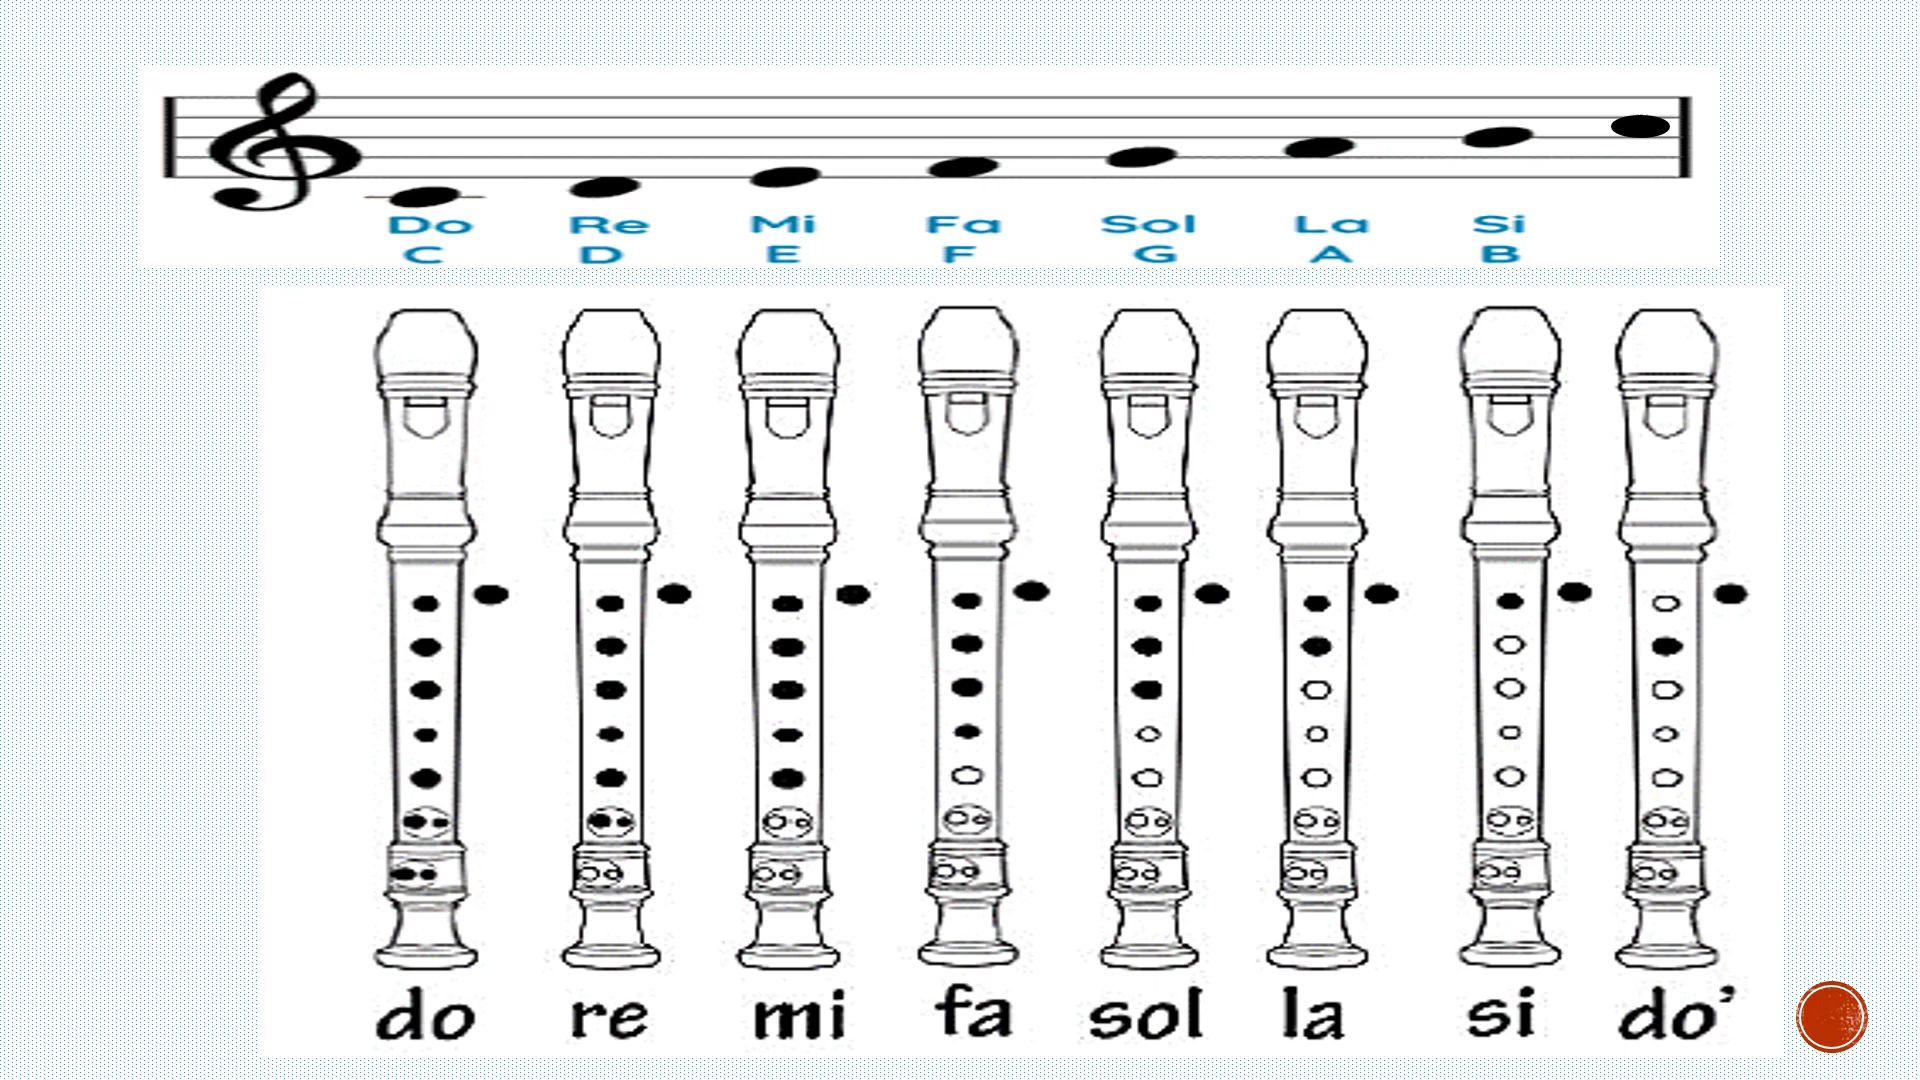 Do Re Mi Fa Sol La Si
C D E F G A B
do re mi fa sol la si do’